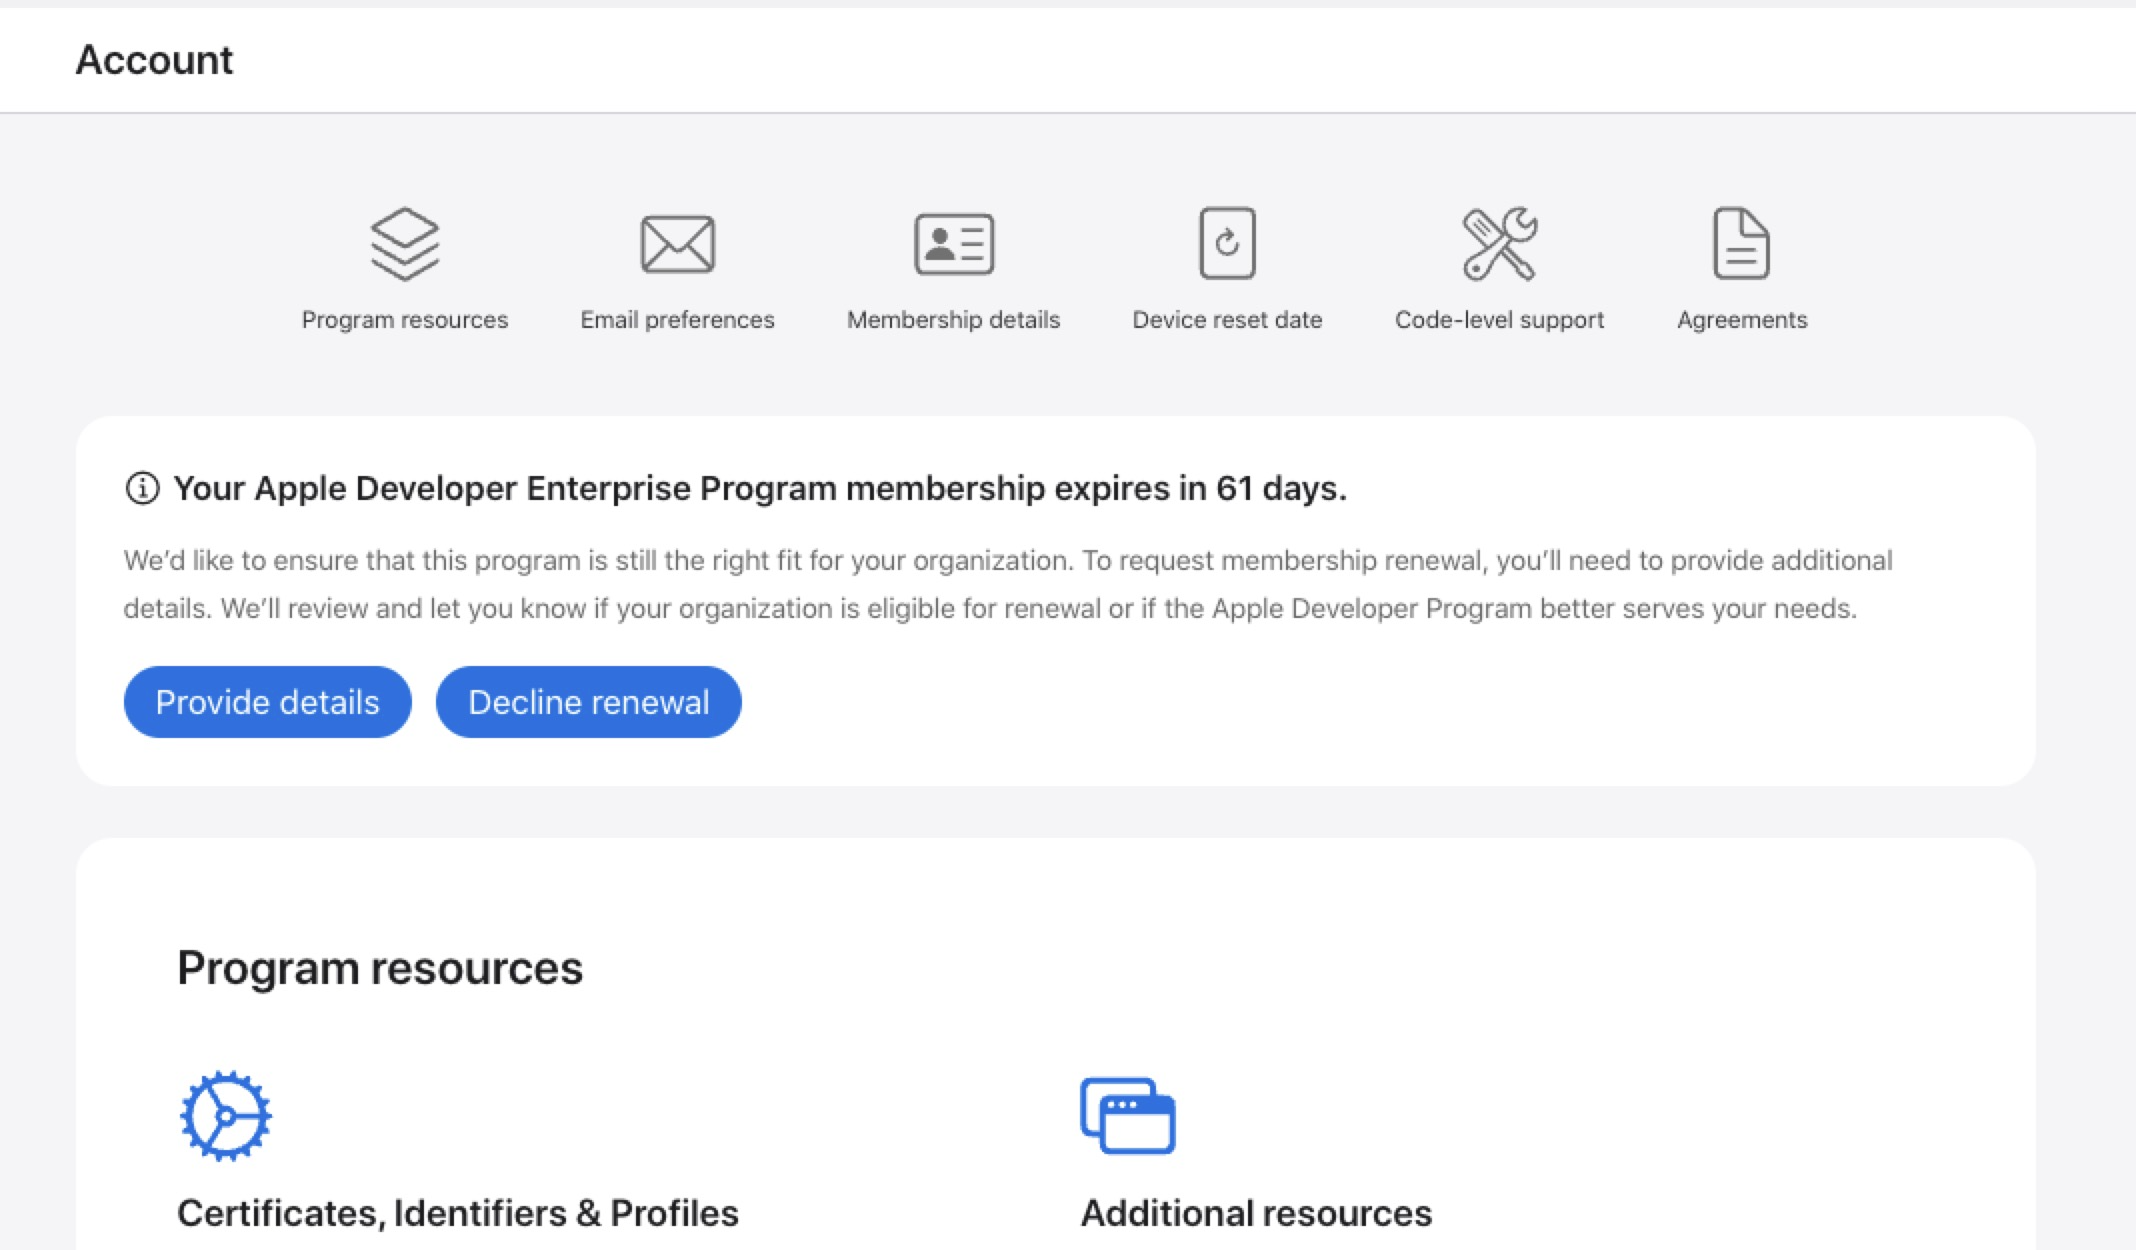 Account
Program resources
Email preferences
Membership details
Device reset date
Code-level support
Agreements
Your Apple Developer Enterprise Program membership expires in 61 days.
We’d like to ensure that this program is still the right fit for your organization. To request membership renewal, you’ll need to provide additional
details. We’ll review and let you know if your organization is eligible for renewal or if the Apple Developer Program better serves your needs.
Provide details
Decline renewal
Program resources
Certificates, Identifiers & Profiles
Additional resources